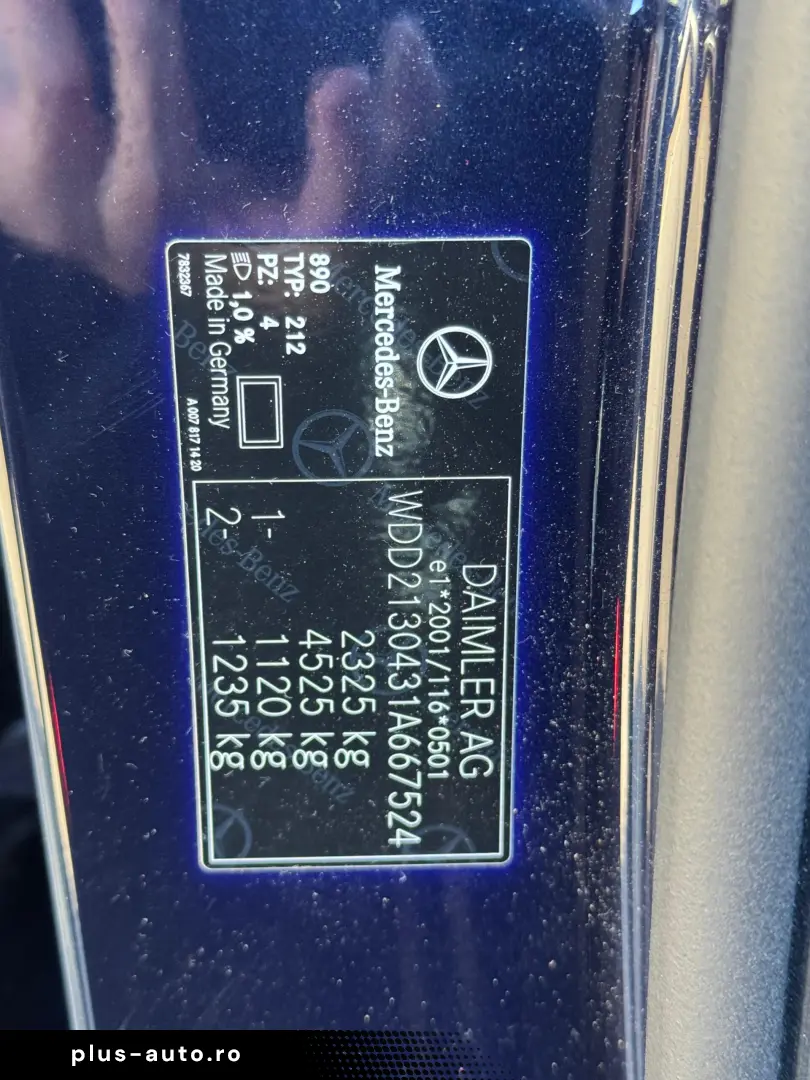 Mercedes-Benz
890
TYP: 212
PZ: 4
1,0 %
Made in Germany
7832367
A 007 817 14 20
DAIMLER AG
e1*2001/116*0501
WDD2130431A667524
2325 kg
4525 kg
1- 1120 kg
2- 1235 kg
plus-auto.ro